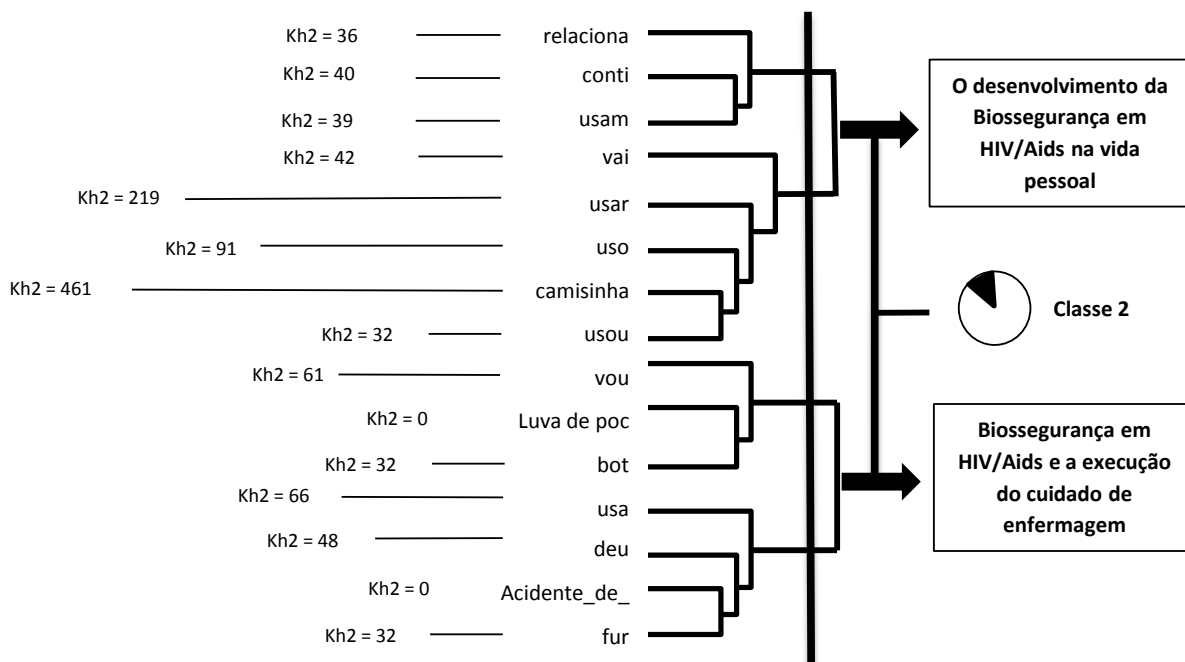 Kh2 = 36 relaciona
Kh2 = 40 conti
Kh2 = 39 usam
Kh2 = 42 vai
Kh2 = 219 usar
Kh2 = 91 uso
Kh2 = 461 camisinha
Kh2 = 32 usou
Kh2 = 61 vou
Kh2 = 0 Luva de poc
Kh2 = 32 bot
Kh2 = 66 usa
Kh2 = 48 deu
Kh2 = 0 Acidente_de_
Kh2 = 32 fur
O desenvolvimento da
Biossegurança em
HIV/Aids na vida
pessoal
Classe 2
Biossegurança em
HIV/Aids e a execução
do cuidado de
enfermagem